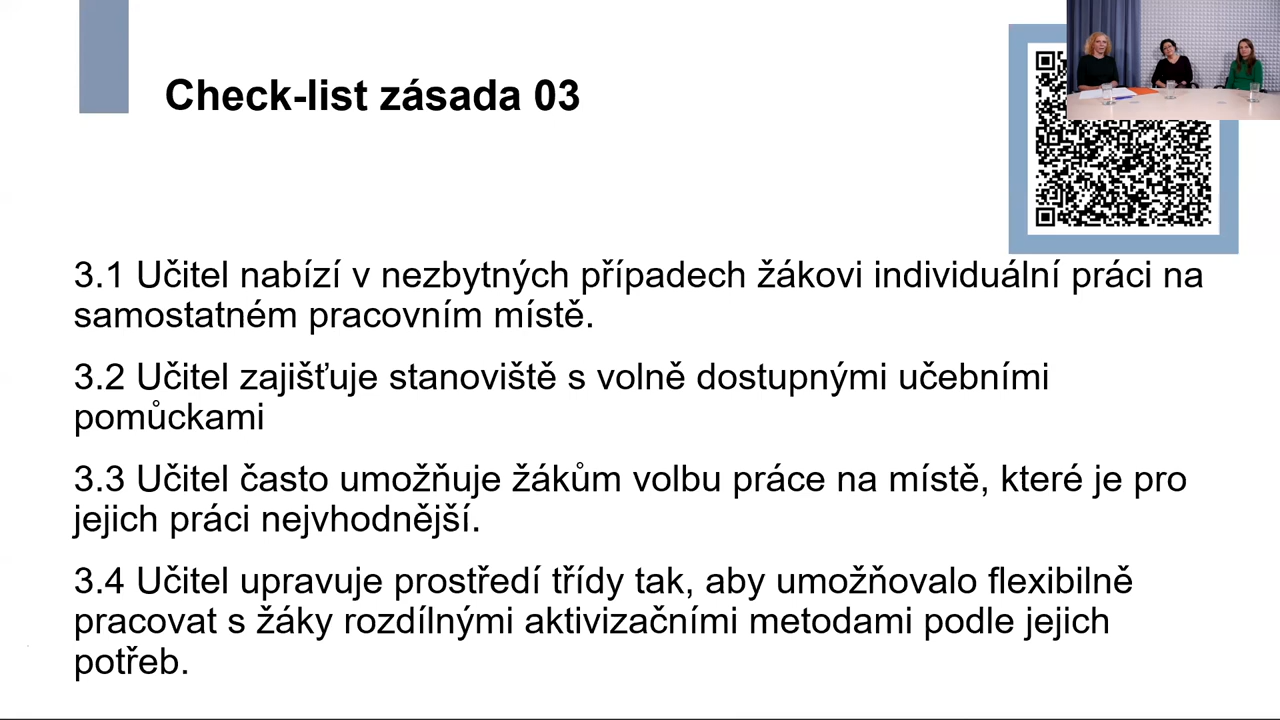 Check-list zásada 03
3.1 Učitel nabízí v nezbytných případech žákovi individuální práci na
samostatném pracovním místě.
3.2 Učitel zajišťuje stanoviště s volně dostupnými učebními
pomůckami
3.3 Učitel často umožňuje žákům volbu práce na místě, které je pro
jejich práci nejvhodnější.
3.4 Učitel upravuje prostředí třídy tak, aby umožňovalo flexibilně
pracovat s žáky rozdílnými aktivizačními metodami podle jejich
potřeb.